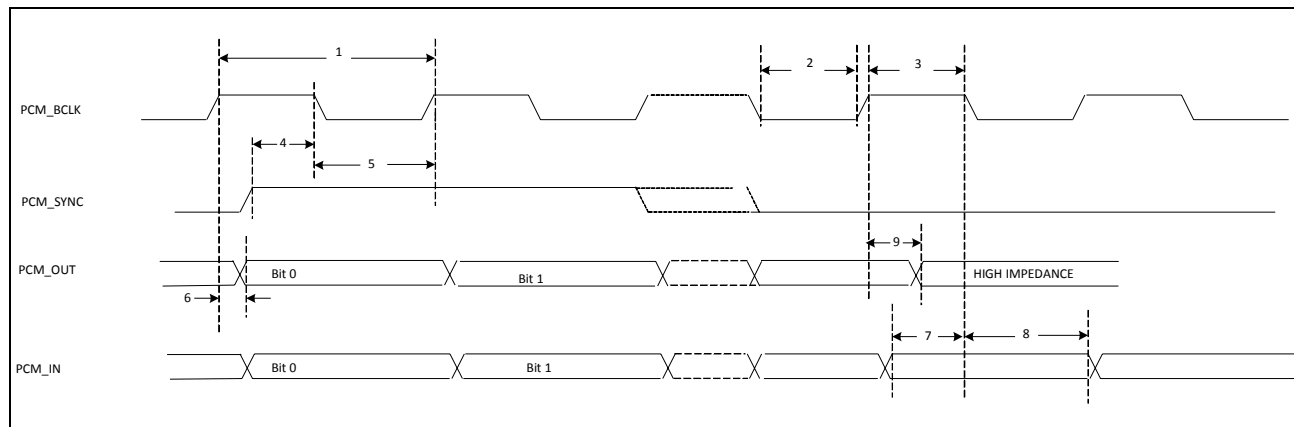 1
2
3
PCM_BCLK
4
5
PCM_SYNC
9
PCM_OUT
Bit 0
Bit 1
HIGH IMPEDANCE
6
7
8
PCM_IN
Bit 0
Bit 1